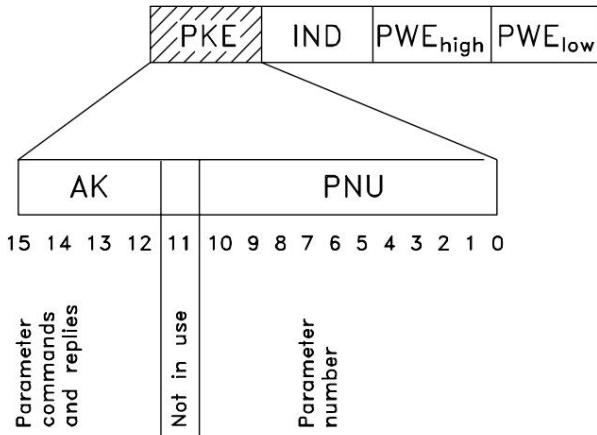 PKE IND PWEhigh PWElow
AK PNU
15 14 13 12 11 10 9 8 7 6 5 4 3 2 1 0
Parameter
commands
and replies
Not in use
Parameter
number